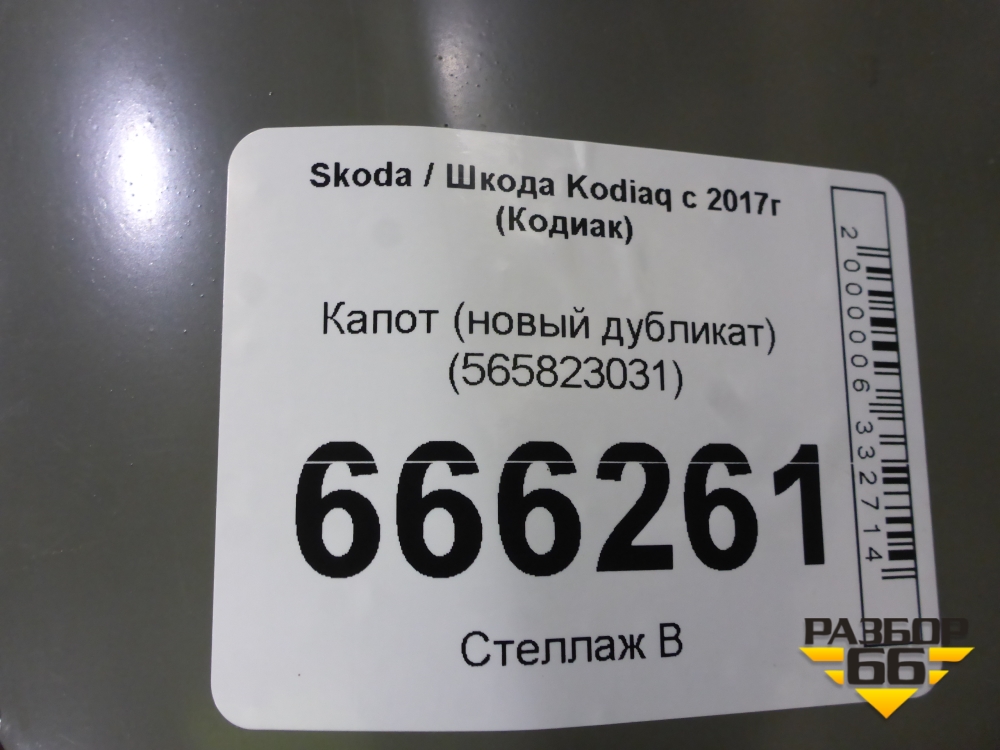 Skoda / Шкода Kodiaq с 2017г
(Кодиак)
Капот (новый дубликат)
(565823031)
666261
Стеллаж В
2000006332714
РАЗБОР
66